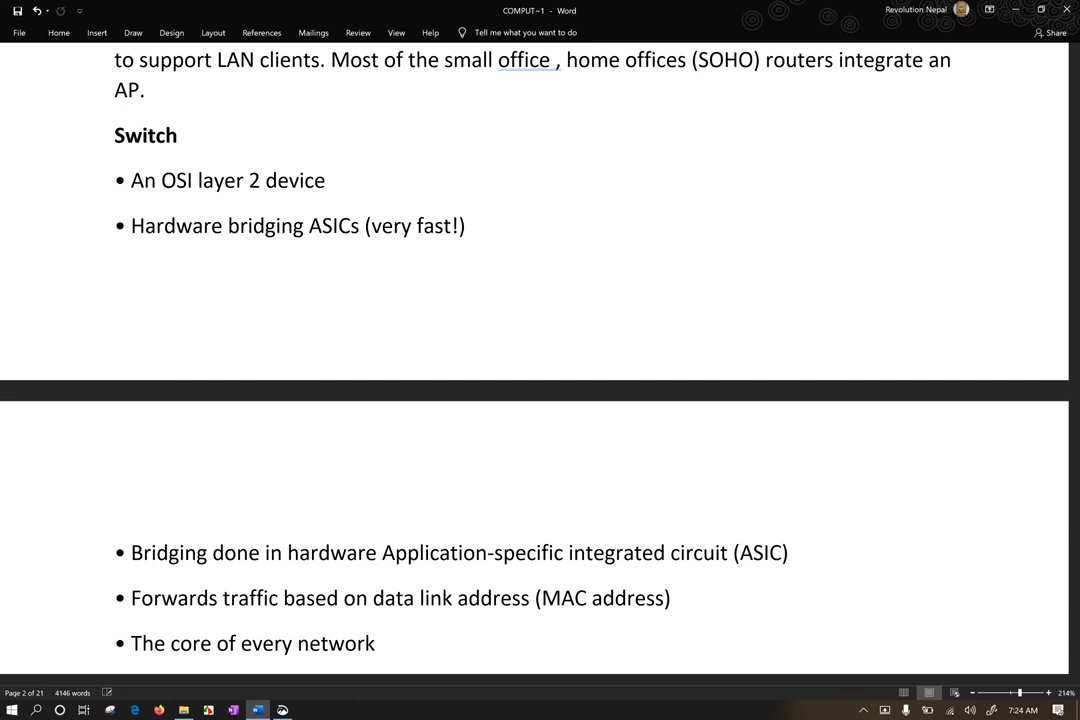 COMPUT~1 - Word
Revolution Nepal
File Home Insert Draw Design Layout References Mailings Review View Help Tell me what you want to do Share
to support LAN clients. Most of the small office , home offices (SOHO) routers integrate an
AP.
Switch
• An OSI layer 2 device
• Hardware bridging ASICs (very fast!)
• Bridging done in hardware Application-specific integrated circuit (ASIC)
• Forwards traffic based on data link address (MAC address)
• The core of every network
Page 2 of 21 4146 words 214%
7:24 AM